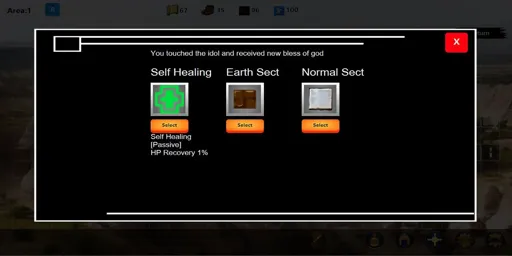 Area:1
X
You touched the idol and received new bless of god
Self Healing
Earth Sect
Normal Sect
Select
Select
Select
Self Healing
[Passive]
HP Recovery 1%